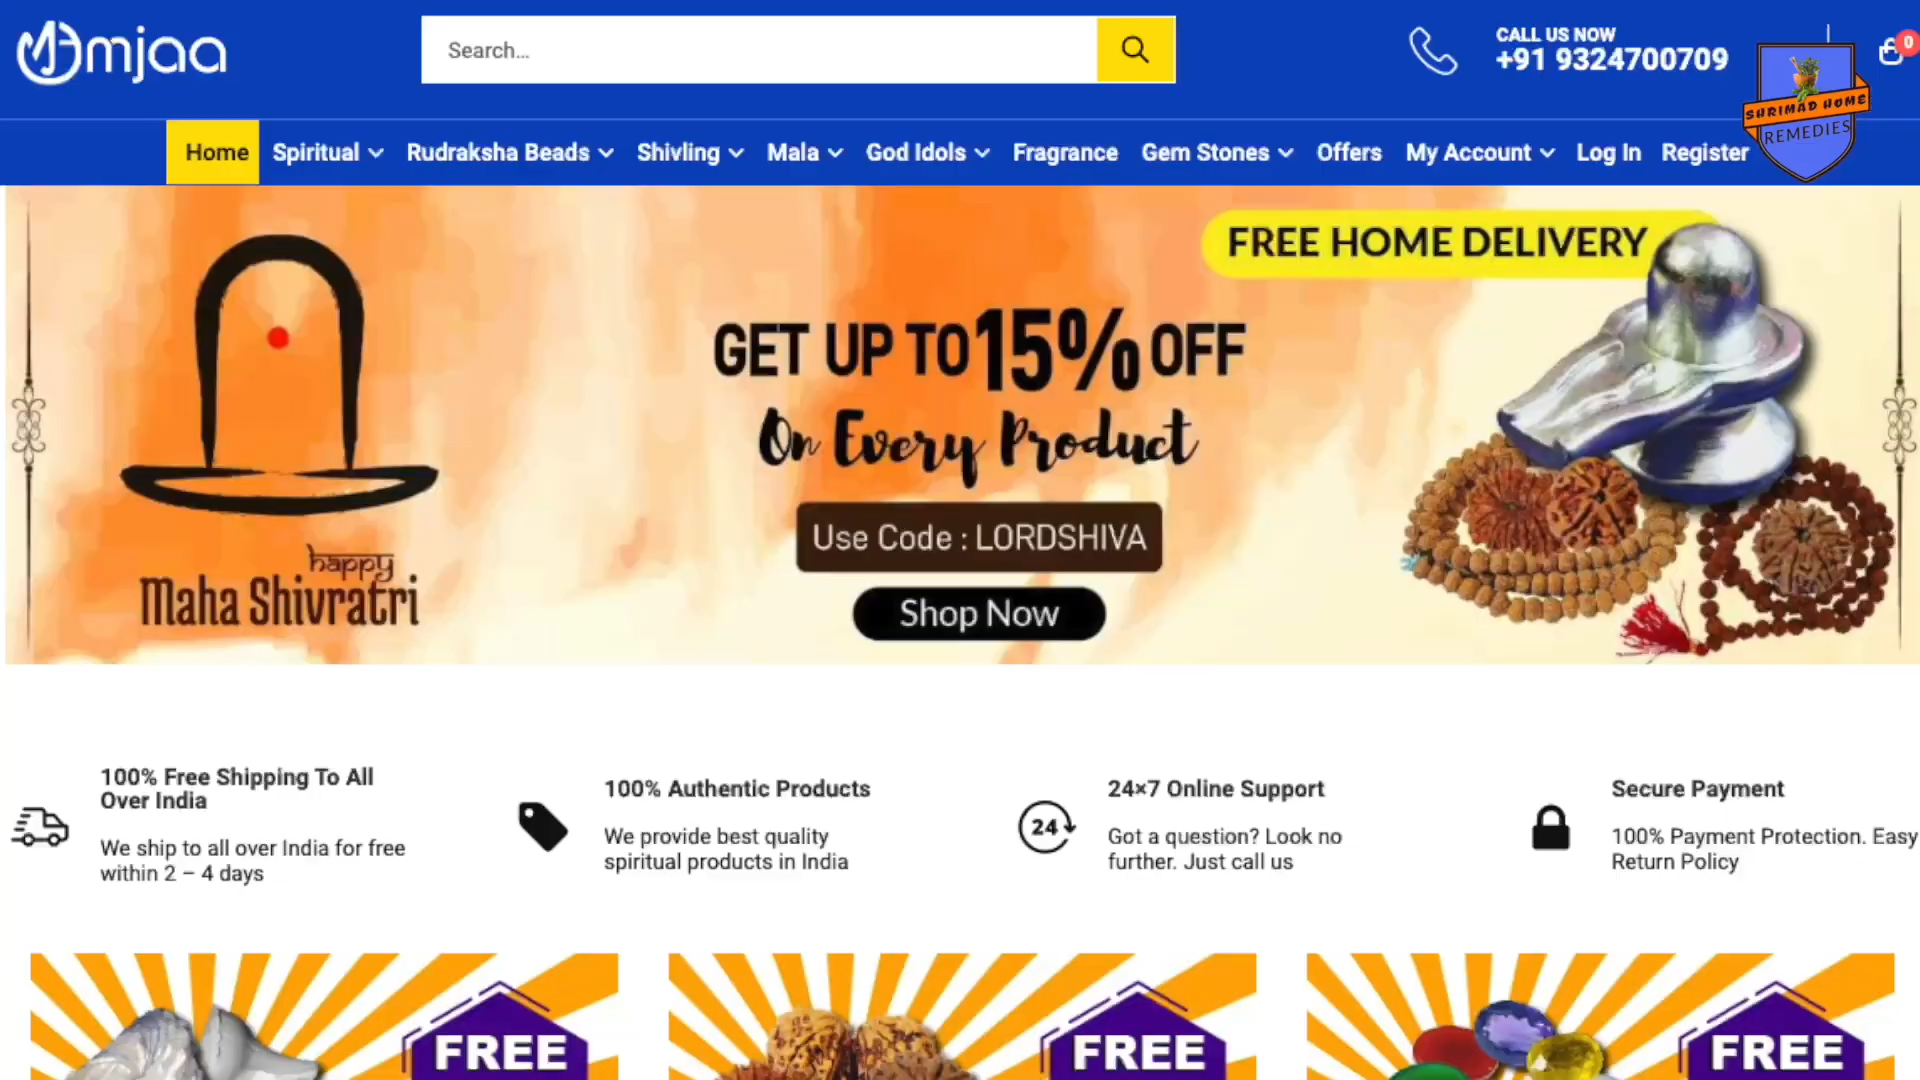 Omjaa
Search...
CALL US NOW
+91 9324700709
0
SHRIMAD HOME
REMEDIES
Home Spiritual Rudraksha Beads Shivling Mala God Idols Fragrance Gem Stones Offers My Account Log In Register
FREE HOME DELIVERY
GET UP TO 15% OFF
On Every Product
Use Code : LORDSHIVA
Shop Now
happy
Maha Shivratri
100% Free Shipping To All
Over India
We ship to all over India for free
within 2 – 4 days
100% Authentic Products
We provide best quality
spiritual products in India
24
24×7 Online Support
Got a question? Look no
further. Just call us
Secure Payment
100% Payment Protection. Easy
Return Policy
FREE
FREE
FREE